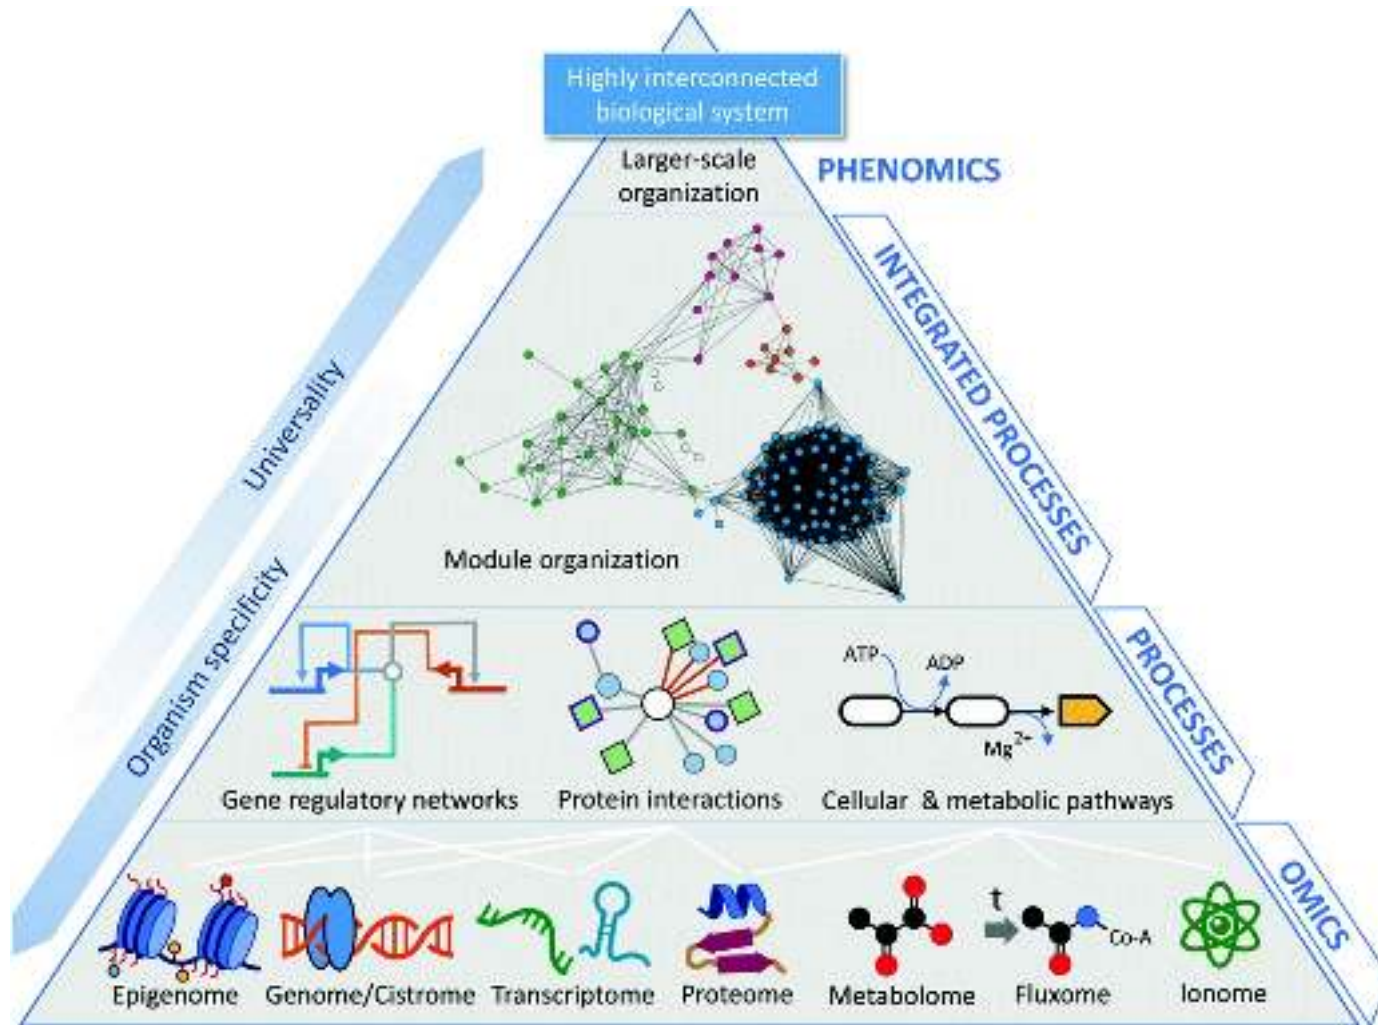 Highly interconnected
biological system
Larger-scale
organization
PHENOMICS
INTEGRATED PROCESSES
Universality
Module organization
Organism specificity
PROCESSES
ATP
ADP
Mg2+
Gene regulatory networks
Protein interactions
Cellular & metabolic pathways
OMICS
t
Co-A
Epigenome
Genome/Cistrome
Transcriptome
Proteome
Metabolome
Fluxome
Ionome